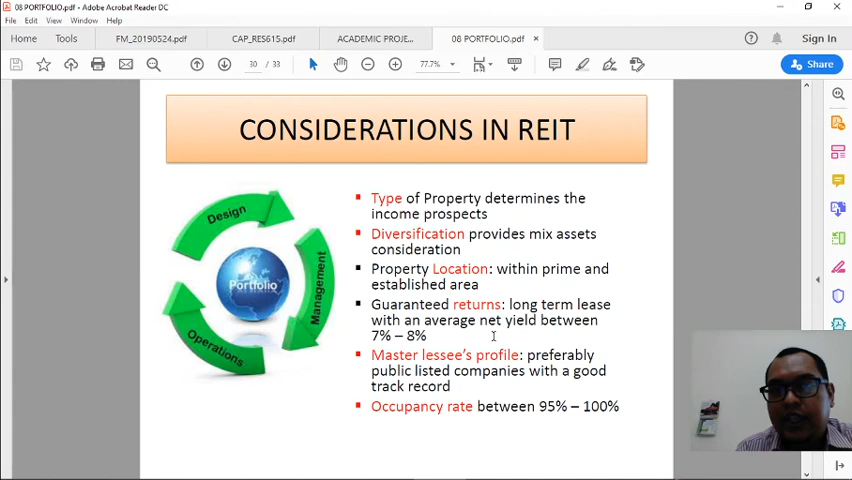 08 PORTFOLIO.pdf - Adobe Acrobat Reader DC
File Edit View Window Help
Home Tools FM_20190524.pdf CAP_RES615.pdf ACADEMIC PROJE... 08 PORTFOLIO.pdf × Sign In
30 / 33 77.7% Share
CONSIDERATIONS IN REIT
Design
Management
Operations
Portfolio
Type of Property determines the
income prospects
Diversification provides mix assets
consideration
Property Location: within prime and
established area
Guaranteed returns: long term lease
with an average net yield between
7% – 8%
Master lessee's profile: preferably
public listed companies with a good
track record
Occupancy rate between 95% – 100%